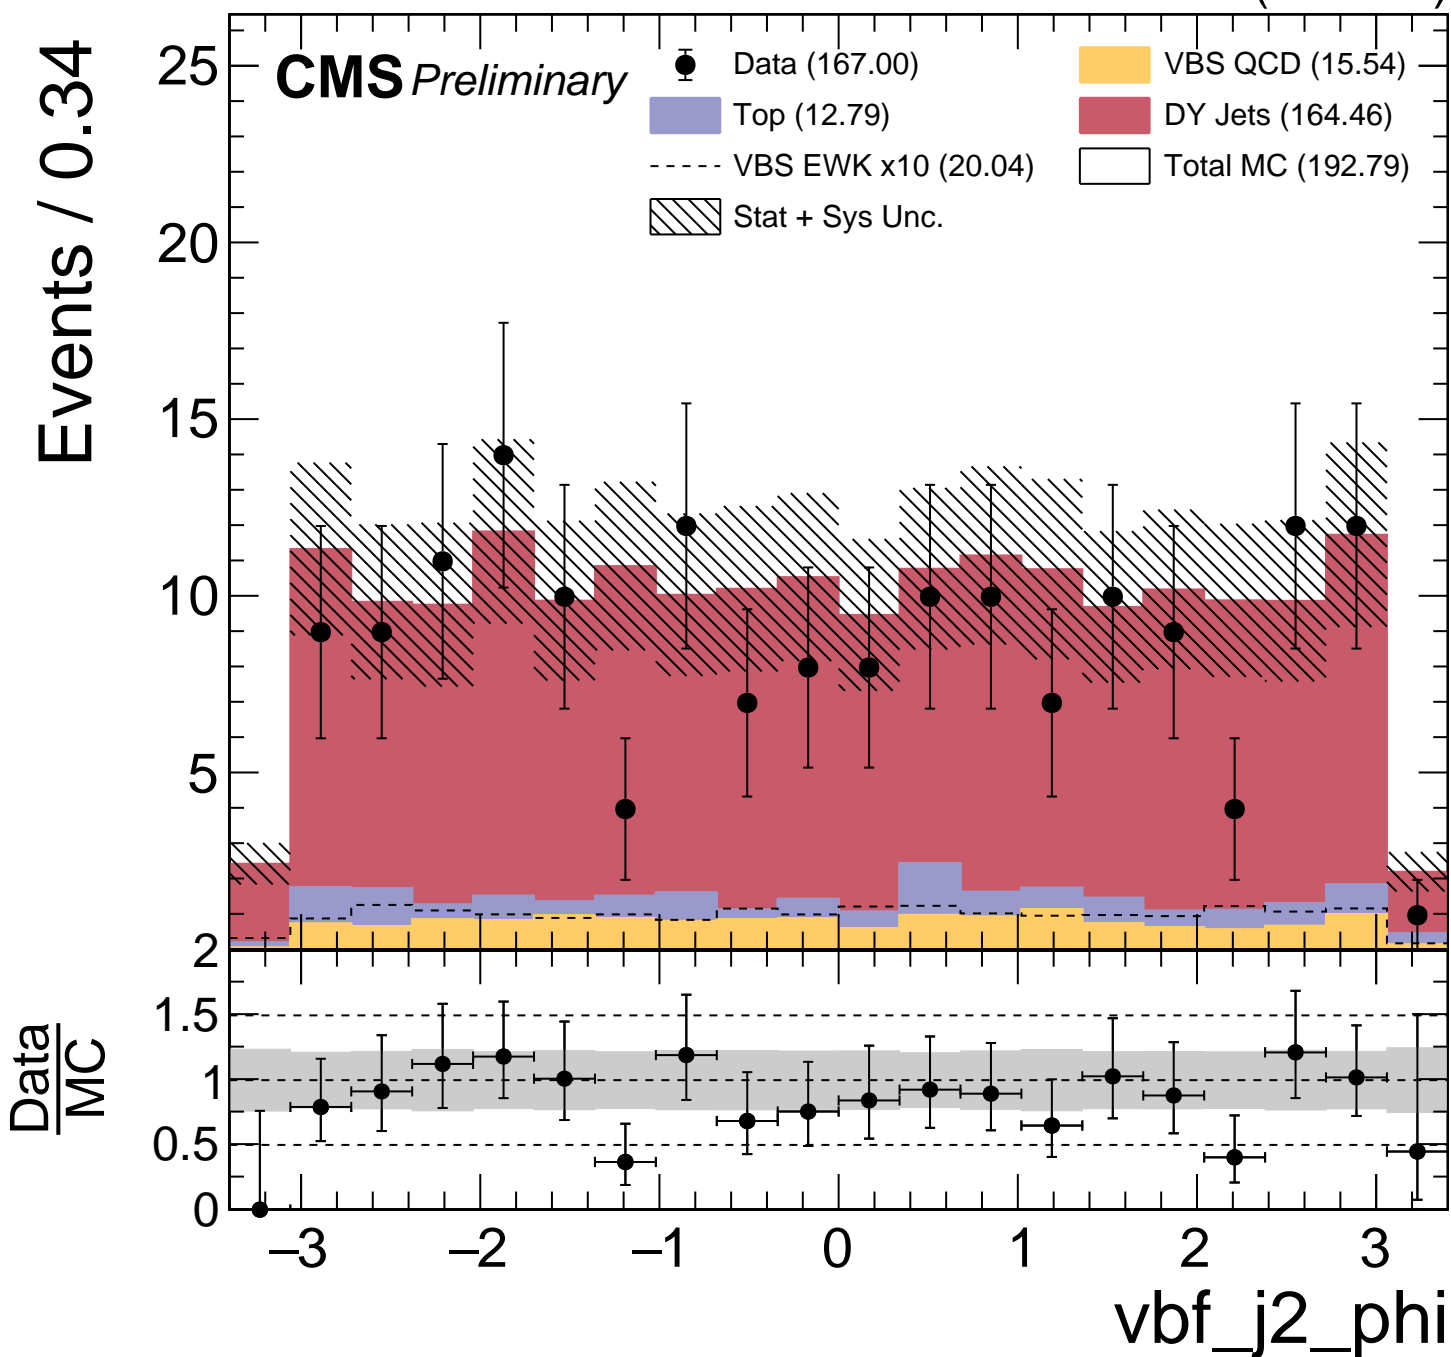 CMS Preliminary
Data (167.00)
VBS QCD (15.54)
Top (12.79)
DY Jets (164.46)
VBS EWK x10 (20.04)
Total MC (192.79)
Stat + Sys Unc.
Events / 0.34
25
20
15
10
5
2
1.5
1
0.5
0
Data
MC
–3 –2 –1 0 1 2 3
vbf_j2_phi